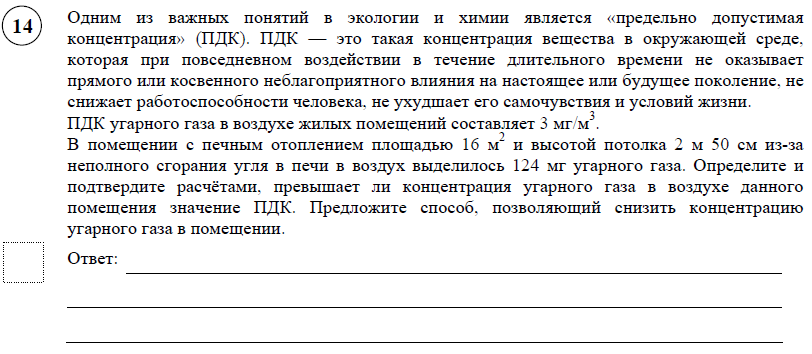 14
Одним из важных понятий в экологии и химии является «предельно допустимая
концентрация» (ПДК). ПДК — это такая концентрация вещества в окружающей среде,
которая при повседневном воздействии в течение длительного времени не оказывает
прямого или косвенного неблагоприятного влияния на настоящее или будущее поколение, не
снижает работоспособности человека, не ухудшает его самочувствия и условий жизни.
ПДК угарного газа в воздухе жилых помещений составляет 3 мг/м³.
В помещении с печным отоплением площадью 16 м² и высотой потолка 2 м 50 см из-за
неполного сгорания угля в печи в воздух выделилось 124 мг угарного газа. Определите и
подтвердите расчётами, превышает ли концентрация угарного газа в воздухе данного
помещения значение ПДК. Предложите способ, позволяющий снизить концентрацию
угарного газа в помещении.
Ответ: